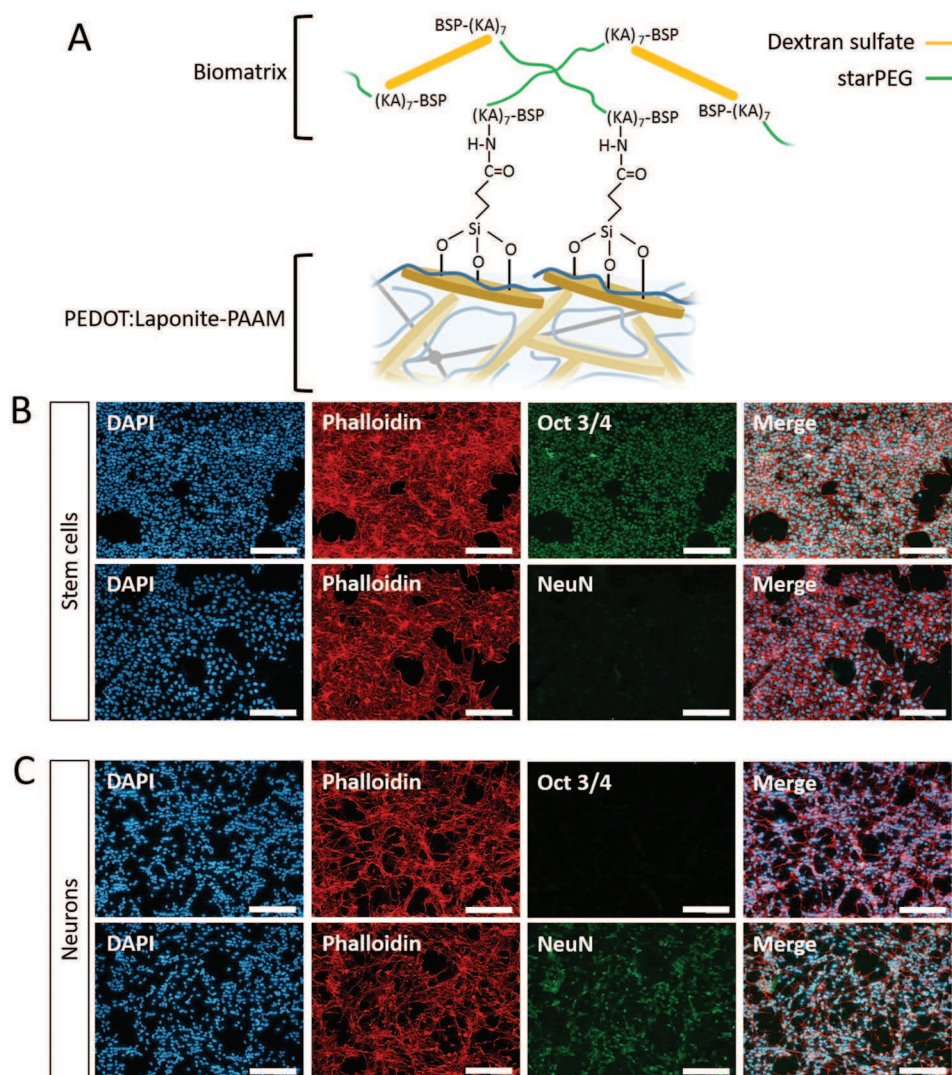 A
Biomatrix
BSP-(KA)7
(KA)7-BSP
Dextran sulfate
starPEG
(KA)7-BSP
BSP-(KA)7
(KA)7-BSP
(KA)7-BSP
H-N
H-N
C=O
C=O
Si
Si
O
O
O
O
O
O
PEDOT:Laponite-PAAM
B
Stem cells
DAPI
Phalloidin
Oct 3/4
Merge
DAPI
Phalloidin
NeuN
Merge
C
Neurons
DAPI
Phalloidin
Oct 3/4
Merge
DAPI
Phalloidin
NeuN
Merge